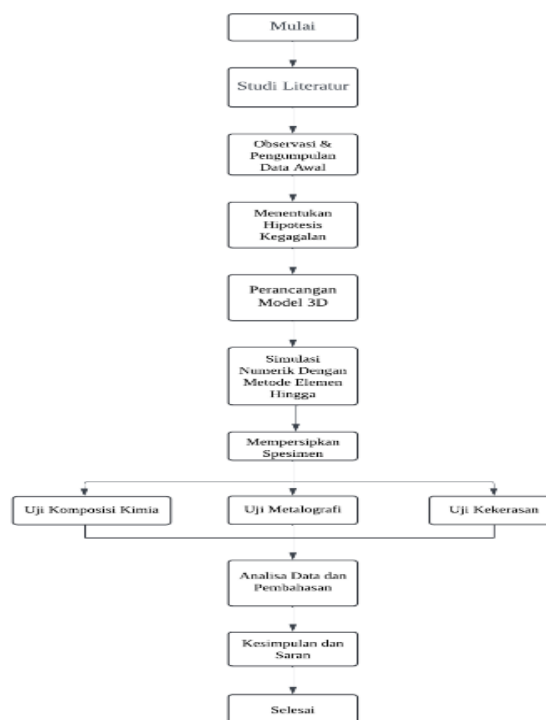 Mulai
Studi Literatur
Observasi &
Pengumpulan
Data Awal
Menentukan
Hipotesis
Kegagalan
Perancangan
Model 3D
Simulasi
Numerik Dengan
Metode Elemen
Hingga
Mempersipkan
Spesimen
Uji Komposisi Kimia
Uji Metalografi
Uji Kekerasan
Analisa Data dan
Pembahasan
Kesimpulan dan
Saran
Selesai